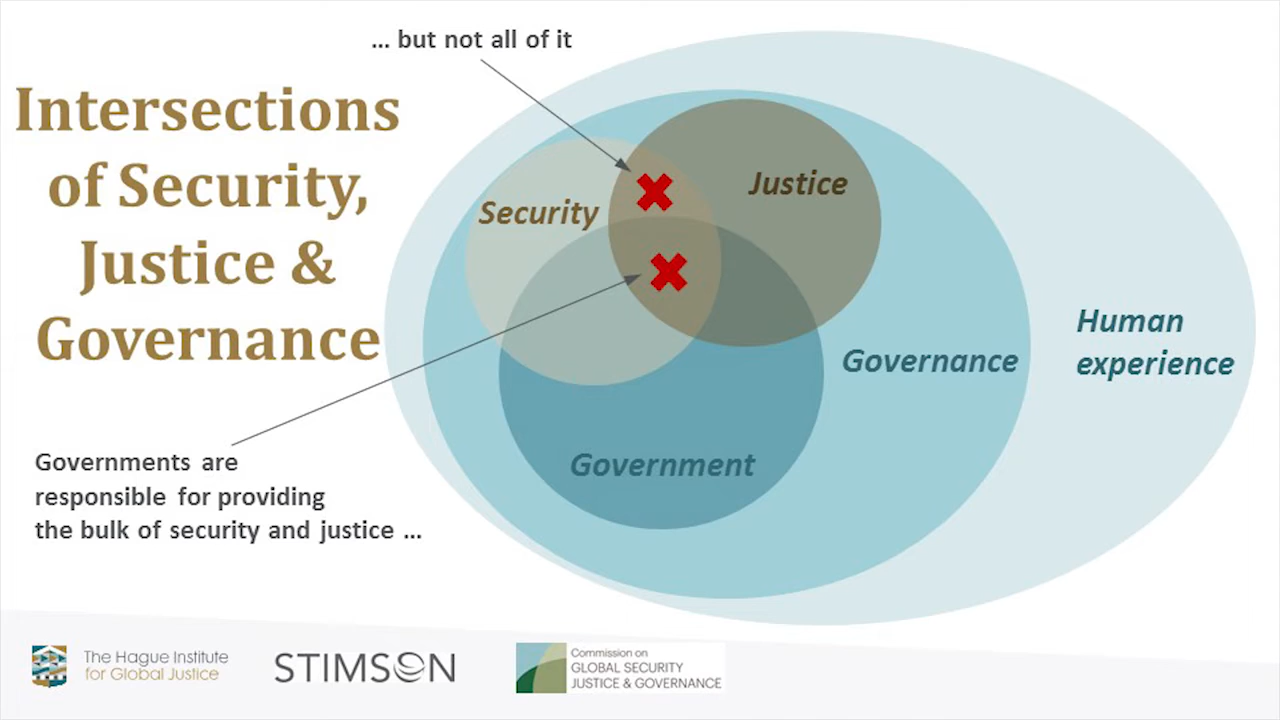 ... but not all of it
Intersections
of Security,
Justice &
Governance
Security
Justice
Human
experience
Governance
Government
Governments are
responsible for providing
the bulk of security and justice ...
The Hague Institute
for Global Justice
STIMSON
Commission on
GLOBAL SECURITY
JUSTICE & GOVERNANCE